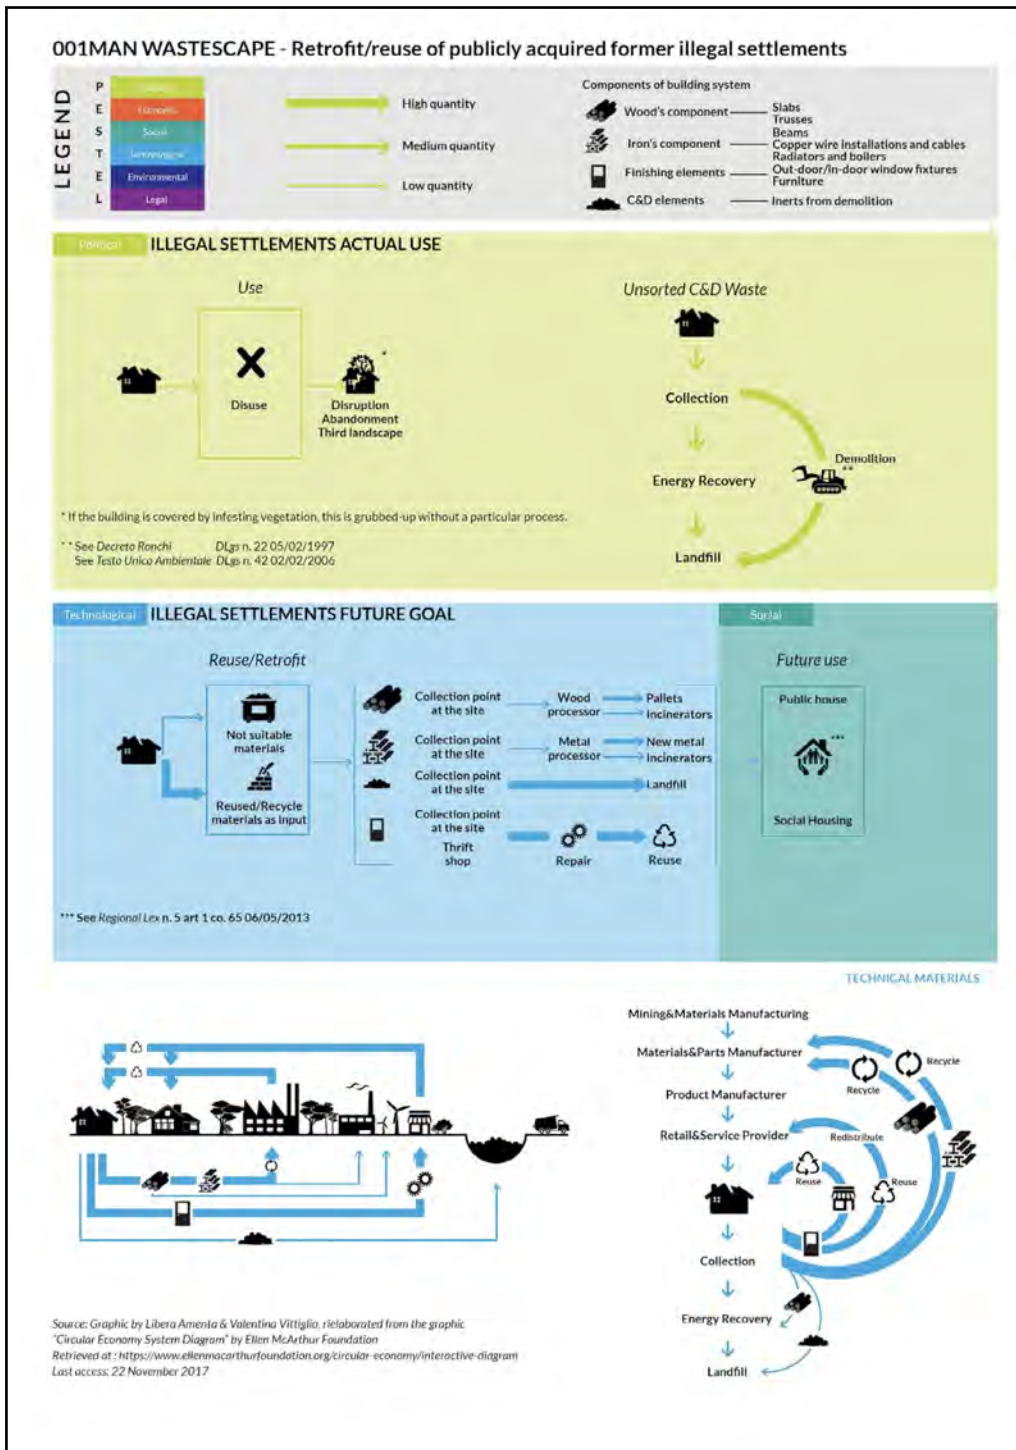 001MAN WASTESCAPE - Retrofit/reuse of publicly acquired former illegal settlements
LEGEND
P
E Economic
S Social
T Technological
E Environmental
L Legal
High quantity
Medium quantity
Low quantity
Components of building system
Wood's component
Slabs
Trusses
Iron's component
Beams
Copper wire installations and cables
Radiators and boilers
Finishing elements
Out-door/In-door window fixtures
Furniture
C&D elements
Inerts from demolition
Political
ILLEGAL SETTLEMENTS ACTUAL USE
Use
Disuse
*
Disruption
Abandonment
Third landscape
Unsorted C&D Waste
Collection
Energy Recovery
Landfill
Demolition
**
* If the building is covered by infesting vegetation, this is grubbed-up without a particular process.
** See Decreto Ronchi DLgs n. 22 05/02/1997
See Testo Unico Ambientale DLgs n. 42 02/02/2006
Technological
ILLEGAL SETTLEMENTS FUTURE GOAL
Reuse/Retrofit
Not suitable
materials
Reused/Recycle
materials as input
Collection point
at the site
Wood
processor
Pallets
Incinerators
Collection point
at the site
Metal
processor
New metal
Incinerators
Collection point
at the site
Landfill
Collection point
at the site
Thrift
shop
Repair
Reuse
Social
Future use
Public house
***
Social Housing
*** See Regional Lex n. 5 art 1 co. 65 06/05/2013
TECHNICAL MATERIALS
Mining&Materials Manufacturing
Materials&Parts Manufacturer
Product Manufacturer
Retail&Service Provider
Collection
Energy Recovery
Landfill
Recycle
Recycle
Redistribute
Reuse
Reuse
Source: Graphic by Libera Amenta & Valentina Vittiglio, rielaborated from the graphic
"Circular Economy System Diagram" by Ellen McArthur Foundation
Retrieved at : https://www.ellenmacarthurfoundation.org/circular-economy/interactive-diagram
Last access: 22 November 2017